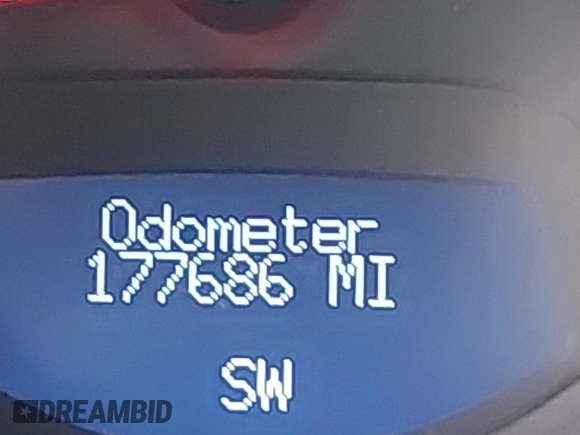 Odometer
177686 MI
SW
DREAMBID